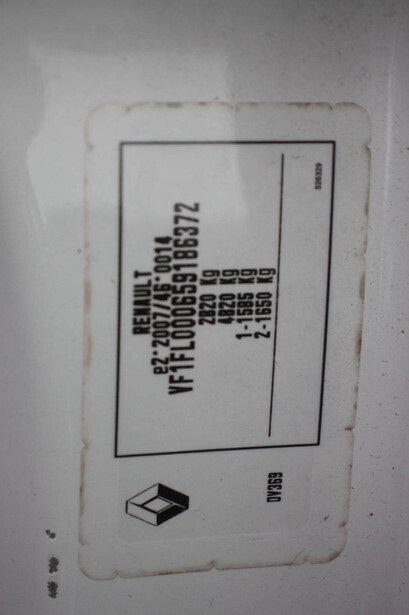 RENAULT
e2*2007/46*0014
VF1FL000659186372
2820 Kg
4820 Kg
1-1585 Kg
2-1650 Kg
526329
DV369